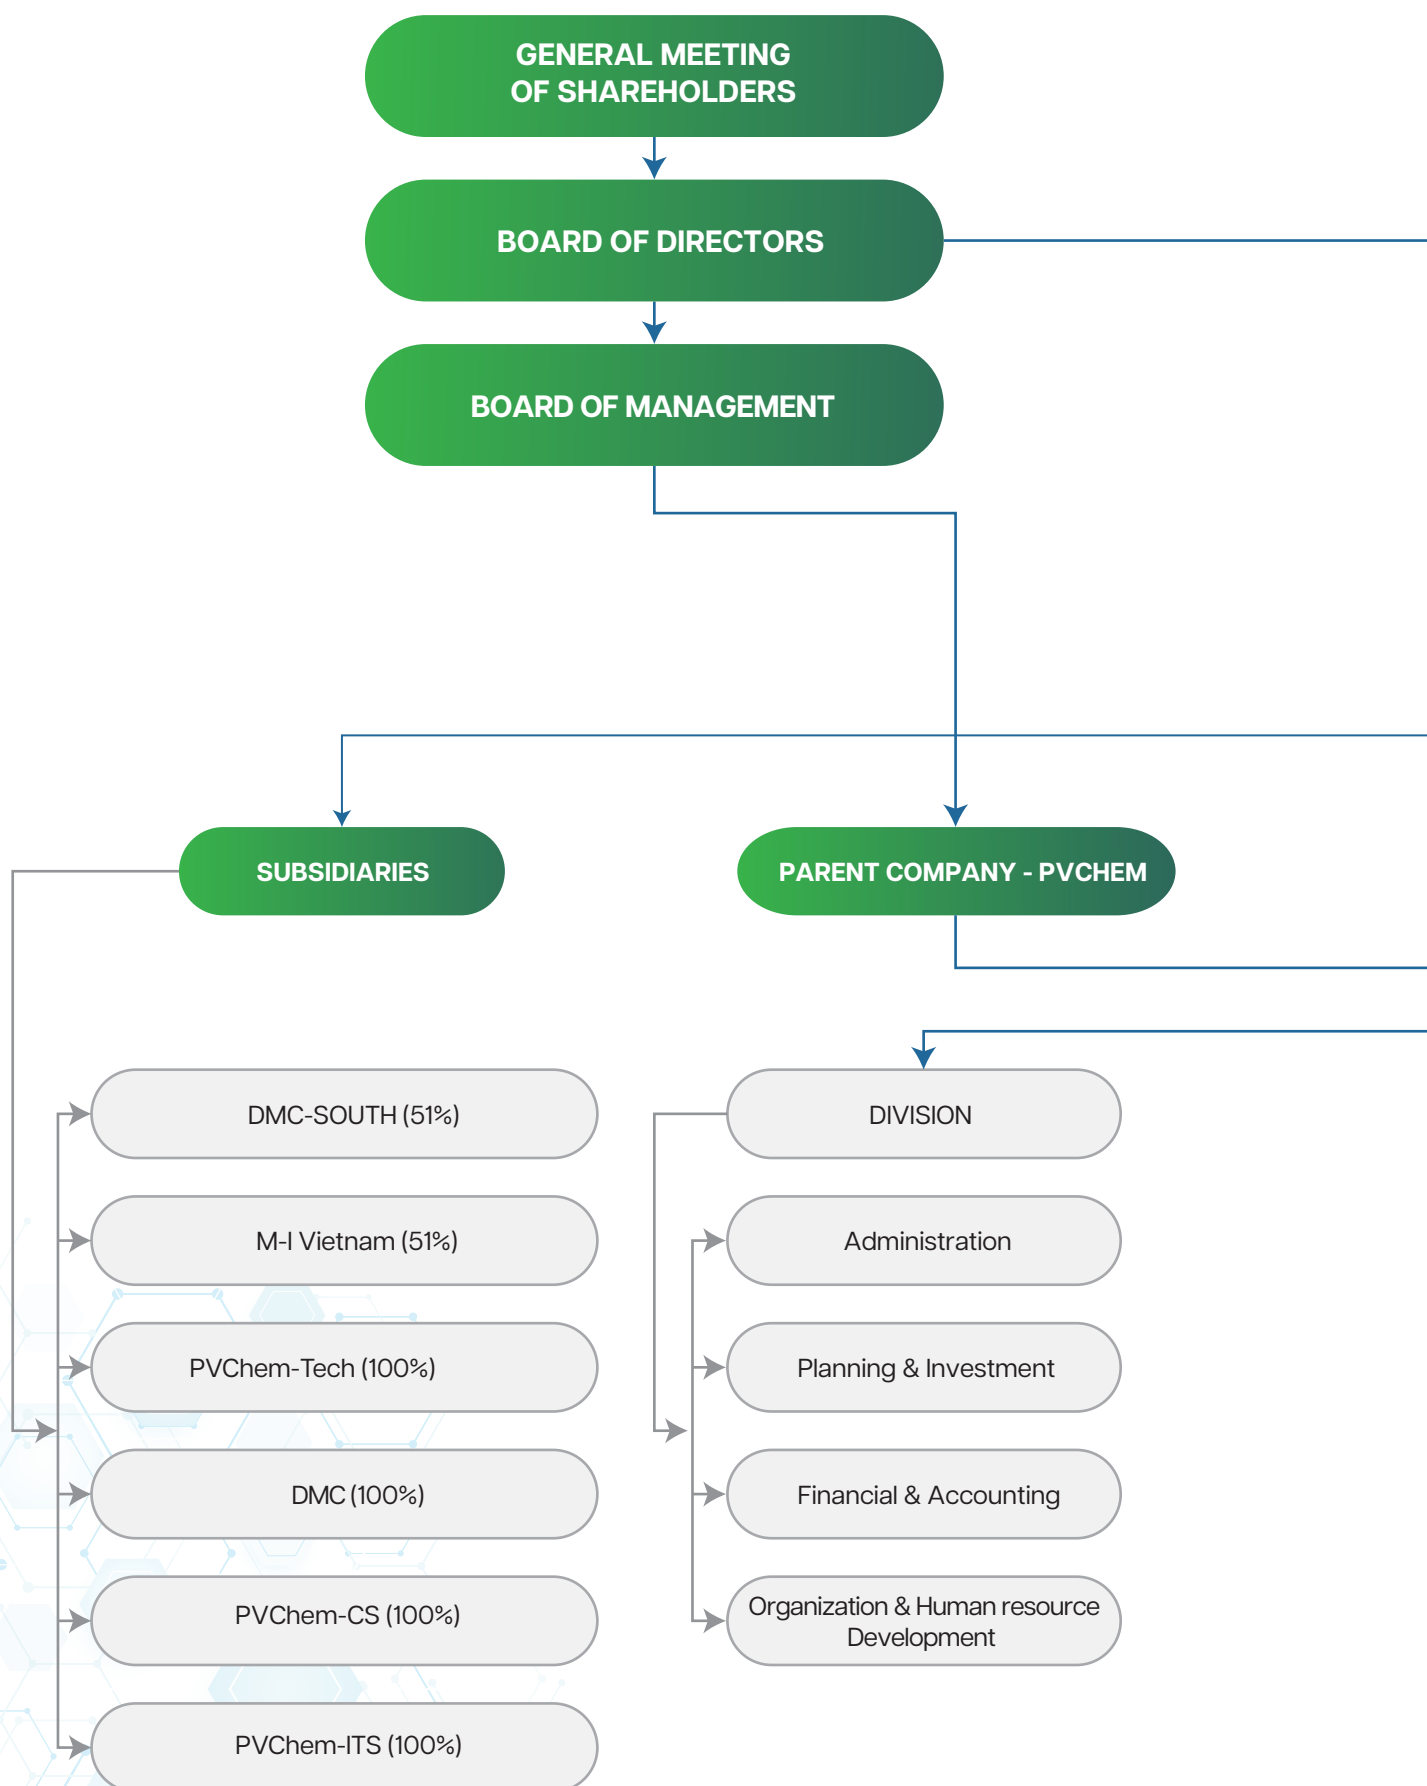 GENERAL MEETING
OF SHAREHOLDERS
BOARD OF DIRECTORS
BOARD OF MANAGEMENT
SUBSIDIARIES
PARENT COMPANY - PVCHEM
DMC-SOUTH (51%)
M-I Vietnam (51%)
PVChem-Tech (100%)
DMC (100%)
PVChem-CS (100%)
PVChem-ITS (100%)
DIVISION
Administration
Planning & Investment
Financial & Accounting
Organization & Human resource
Development